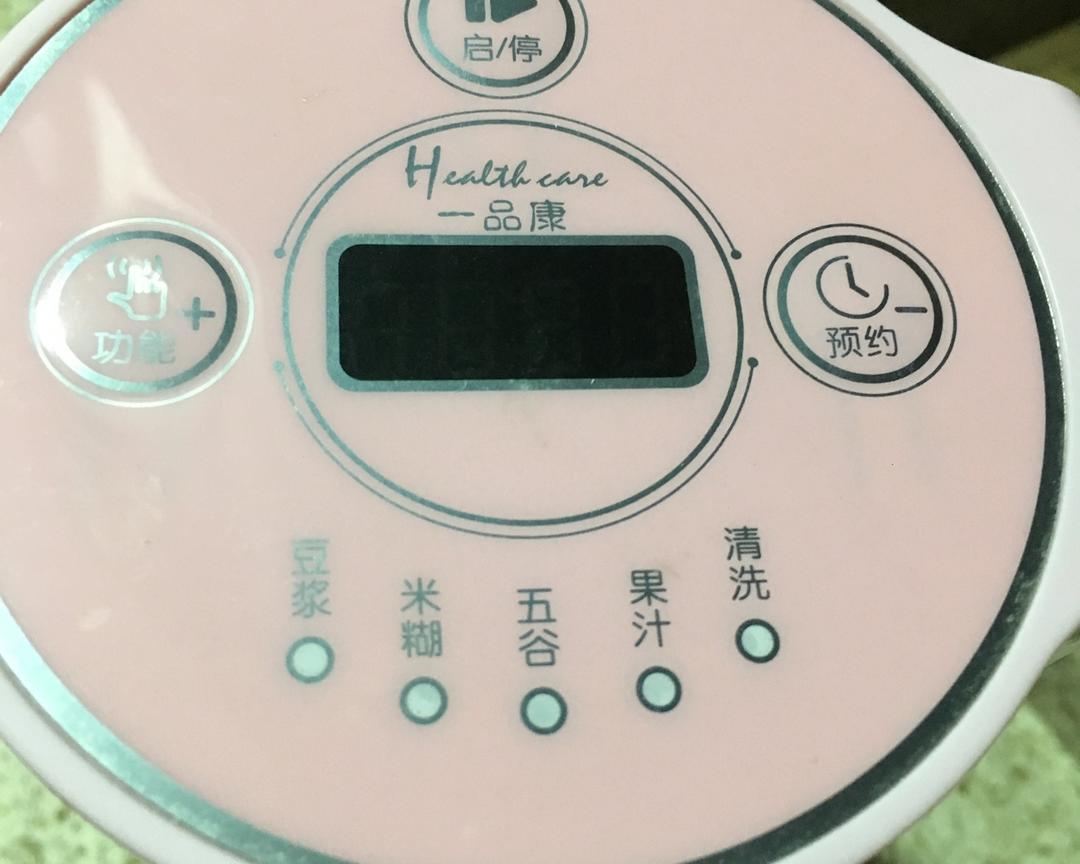 启/停
Health care
一品康
功能 +
预约 -
豆浆
米糊
五谷
果汁
清洗